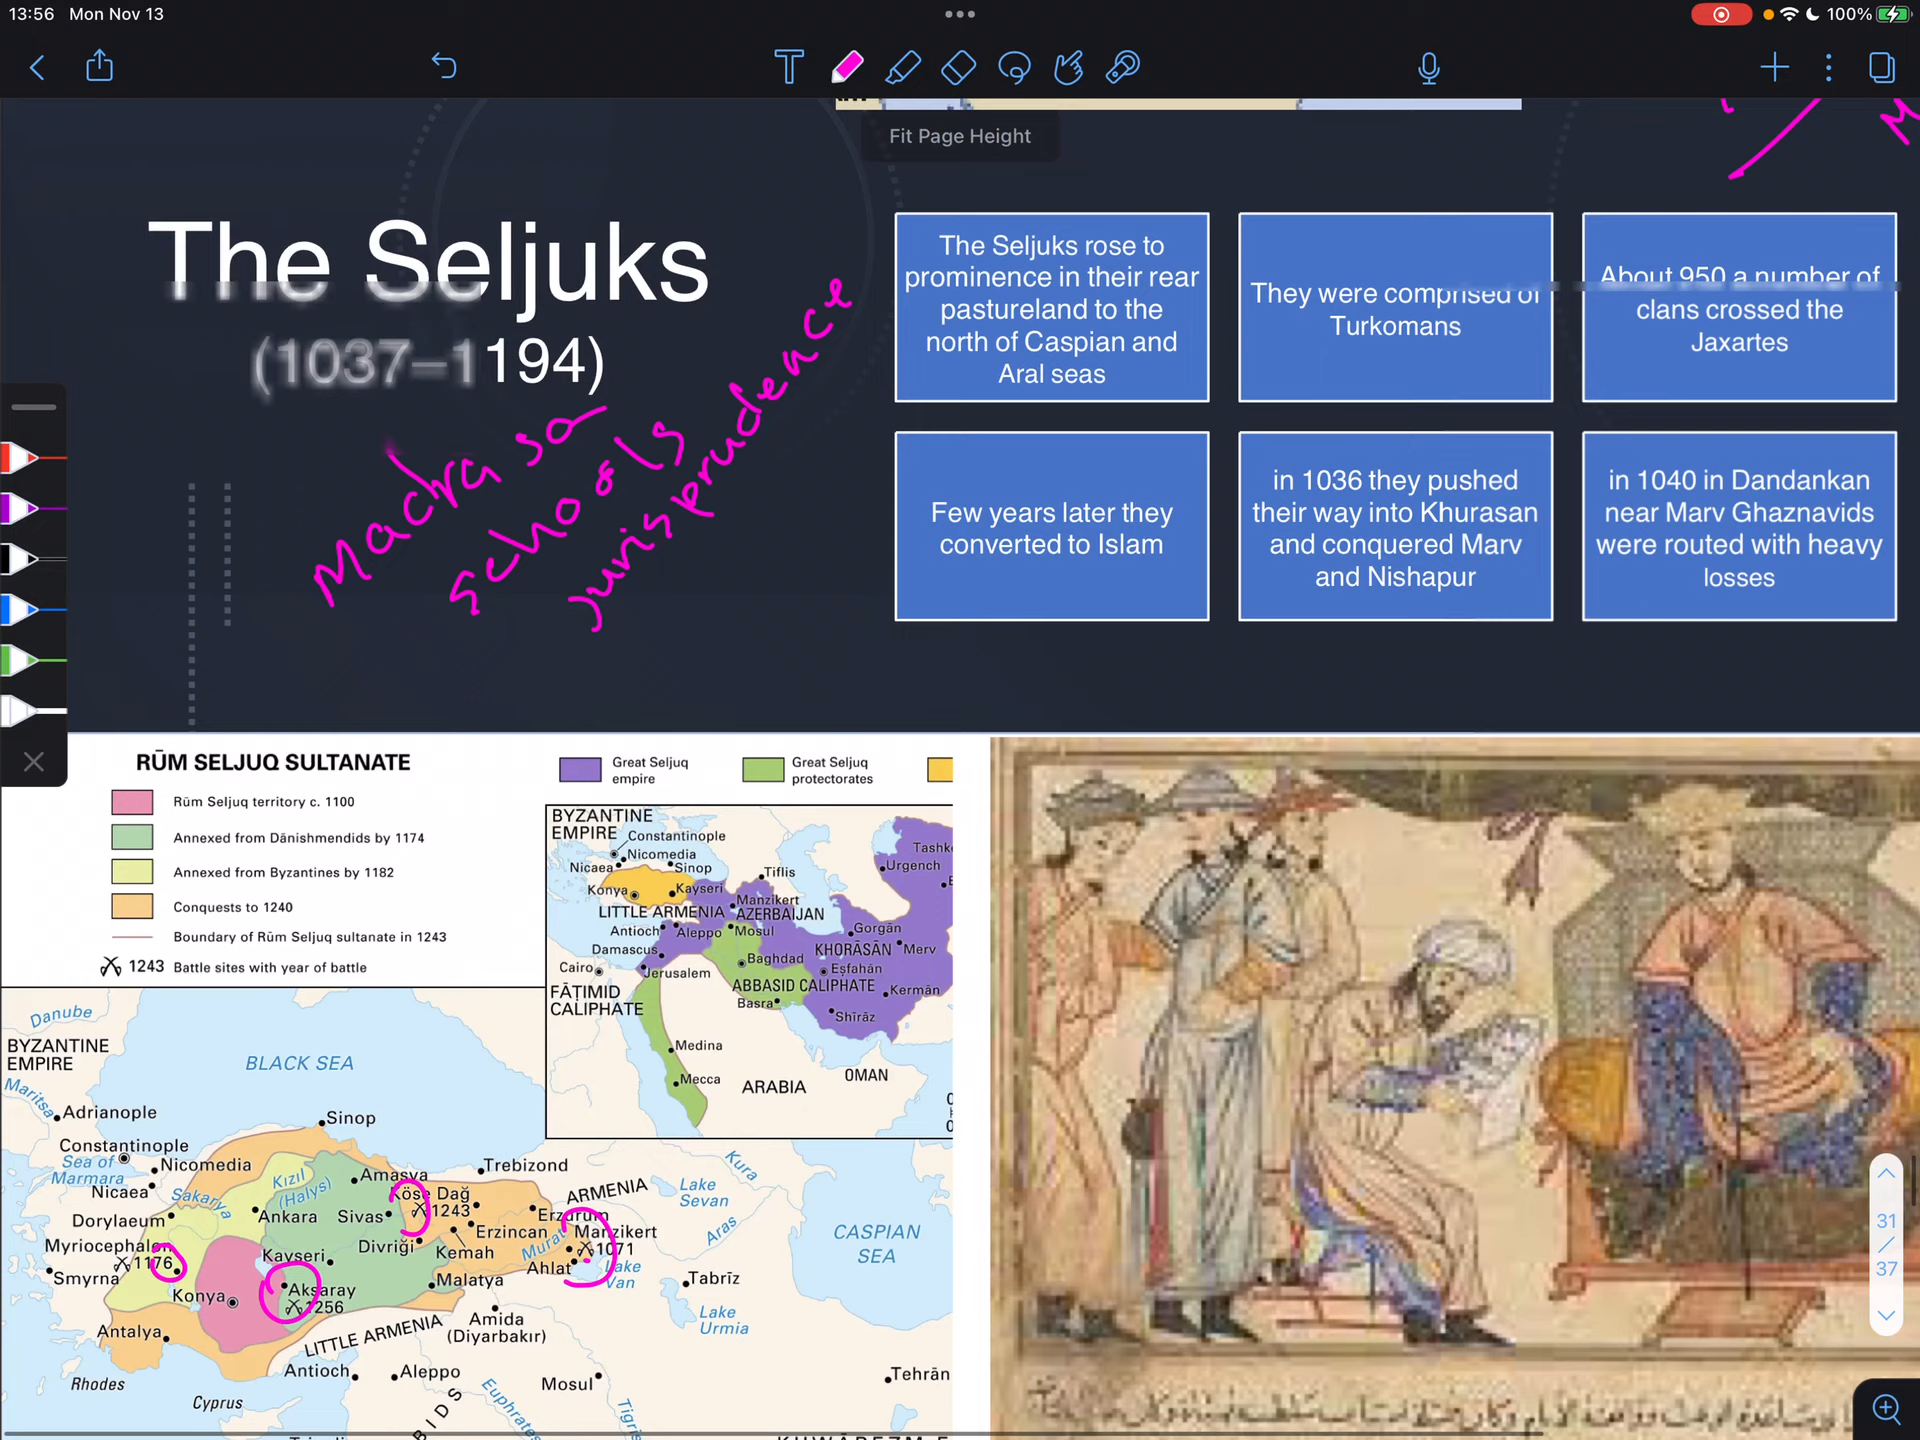 13:56 Mon Nov 13
100%
Fit Page Height
The Seljuks
(1037–1194)
Madrasa
schools
jurisprudence
The Seljuks rose to
prominence in their rear
pastureland to the
north of Caspian and
Aral seas
They were comprised of
Turkomans
About 950 a number of
clans crossed the
Jaxartes
Few years later they
converted to Islam
in 1036 they pushed
their way into Khurasan
and conquered Marv
and Nishapur
in 1040 in Dandankan
near Marv Ghaznavids
were routed with heavy
losses
RŪM SELJUQ SULTANATE
Rūm Seljuq territory c. 1100
Annexed from Dānishmendids by 1174
Annexed from Byzantines by 1182
Conquests to 1240
Boundary of Rūm Seljuq sultanate in 1243
1243 Battle sites with year of battle
Great Seljuq
empire
Great Seljuq
protectorates
BYZANTINE
EMPIRE
Constantinople
Nicomedia
Nicaea
Sinop
Tiflis
Tashk
Urgench
Konya
Kayseri
Manzikert
LITTLE ARMENIA
AZERBAIJAN
Antioch
Aleppo
Mosul
Gorgān
Damascus
KHORĀSĀN
Merv
Cairo
Jerusalem
Baghdad
Eşfahān
FĀṬIMID
CALIPHATE
ABBASID CALIPHATE
Kermān
Basra
Shīrāz
Medina
Mecca
ARABIA
OMAN
Danube
BYZANTINE
EMPIRE
BLACK SEA
Maritsa
Adrianople
Sinop
Constantinople
Sea of
Marmara
Nicomedia
Nicaea
Sakarya
Kızıl
(Halys)
Amasya
Trebizond
Kura
Köse Dağ
1243
ARMENIA
Lake
Sevan
Dorylaeum
Ankara
Sivas
Erzincan
Erzurum
Aras
CASPIAN
SEA
Myriocephalon
1176
Kayseri
Divriği
Kemah
Murat
Manzikert
1071
Ahlat
Lake
Van
Smyrna
Konya
Aksaray
1256
Malatya
Tabrīz
Antalya
LITTLE ARMENIA
Amida
(Diyarbakır)
Lake
Urmia
Rhodes
Cyprus
Antioch
Aleppo
Mosul
Tehrān
Euphrates
Tigris
BIDS
31
/
37